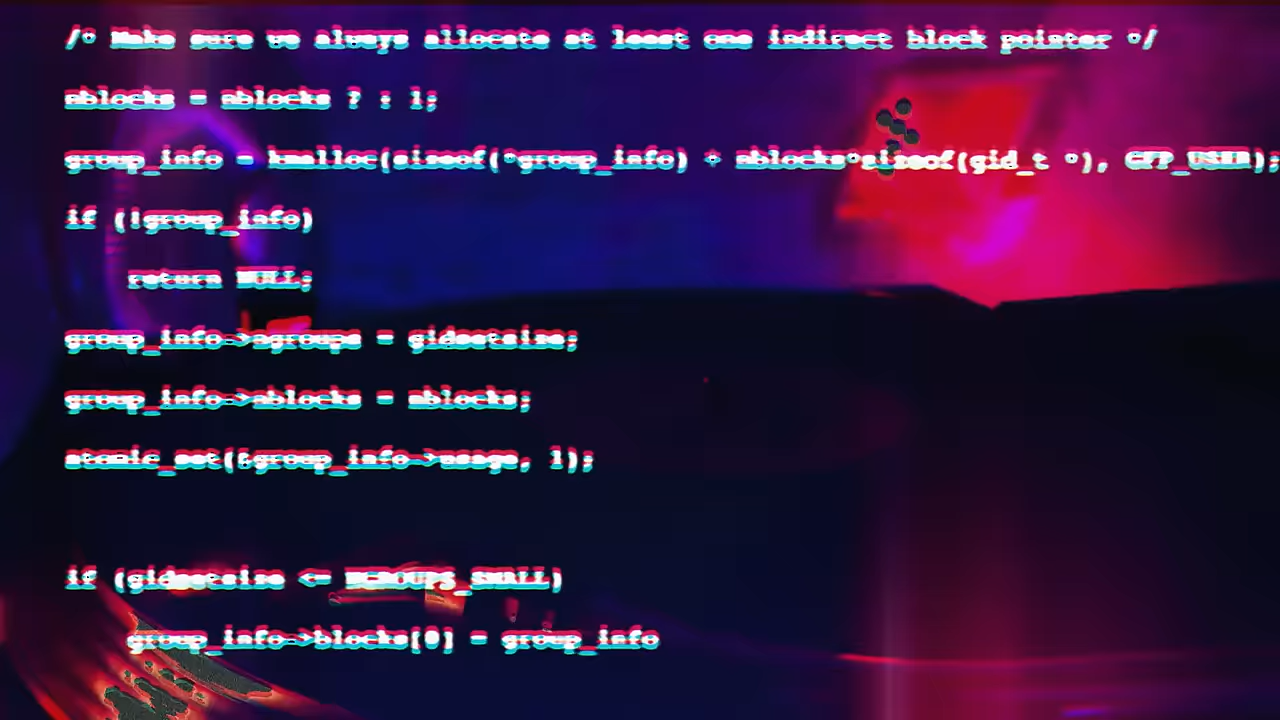 /* Make sure we always allocate at least one indirect block pointer */
nblocks = nblocks ? : 1;
group_info = kmalloc(sizeof(*group_info) + nblocks*sizeof(gid_t *), GFP_USER);
if (!group_info)
return NULL;
group_info->ngroups = gidsetsize;
group_info->nblocks = nblocks;
atomic_set(&group_info->usage, 1);
if (gidsetsize <= NGROUPS_SMALL)
group_info->blocks[0] = group_info